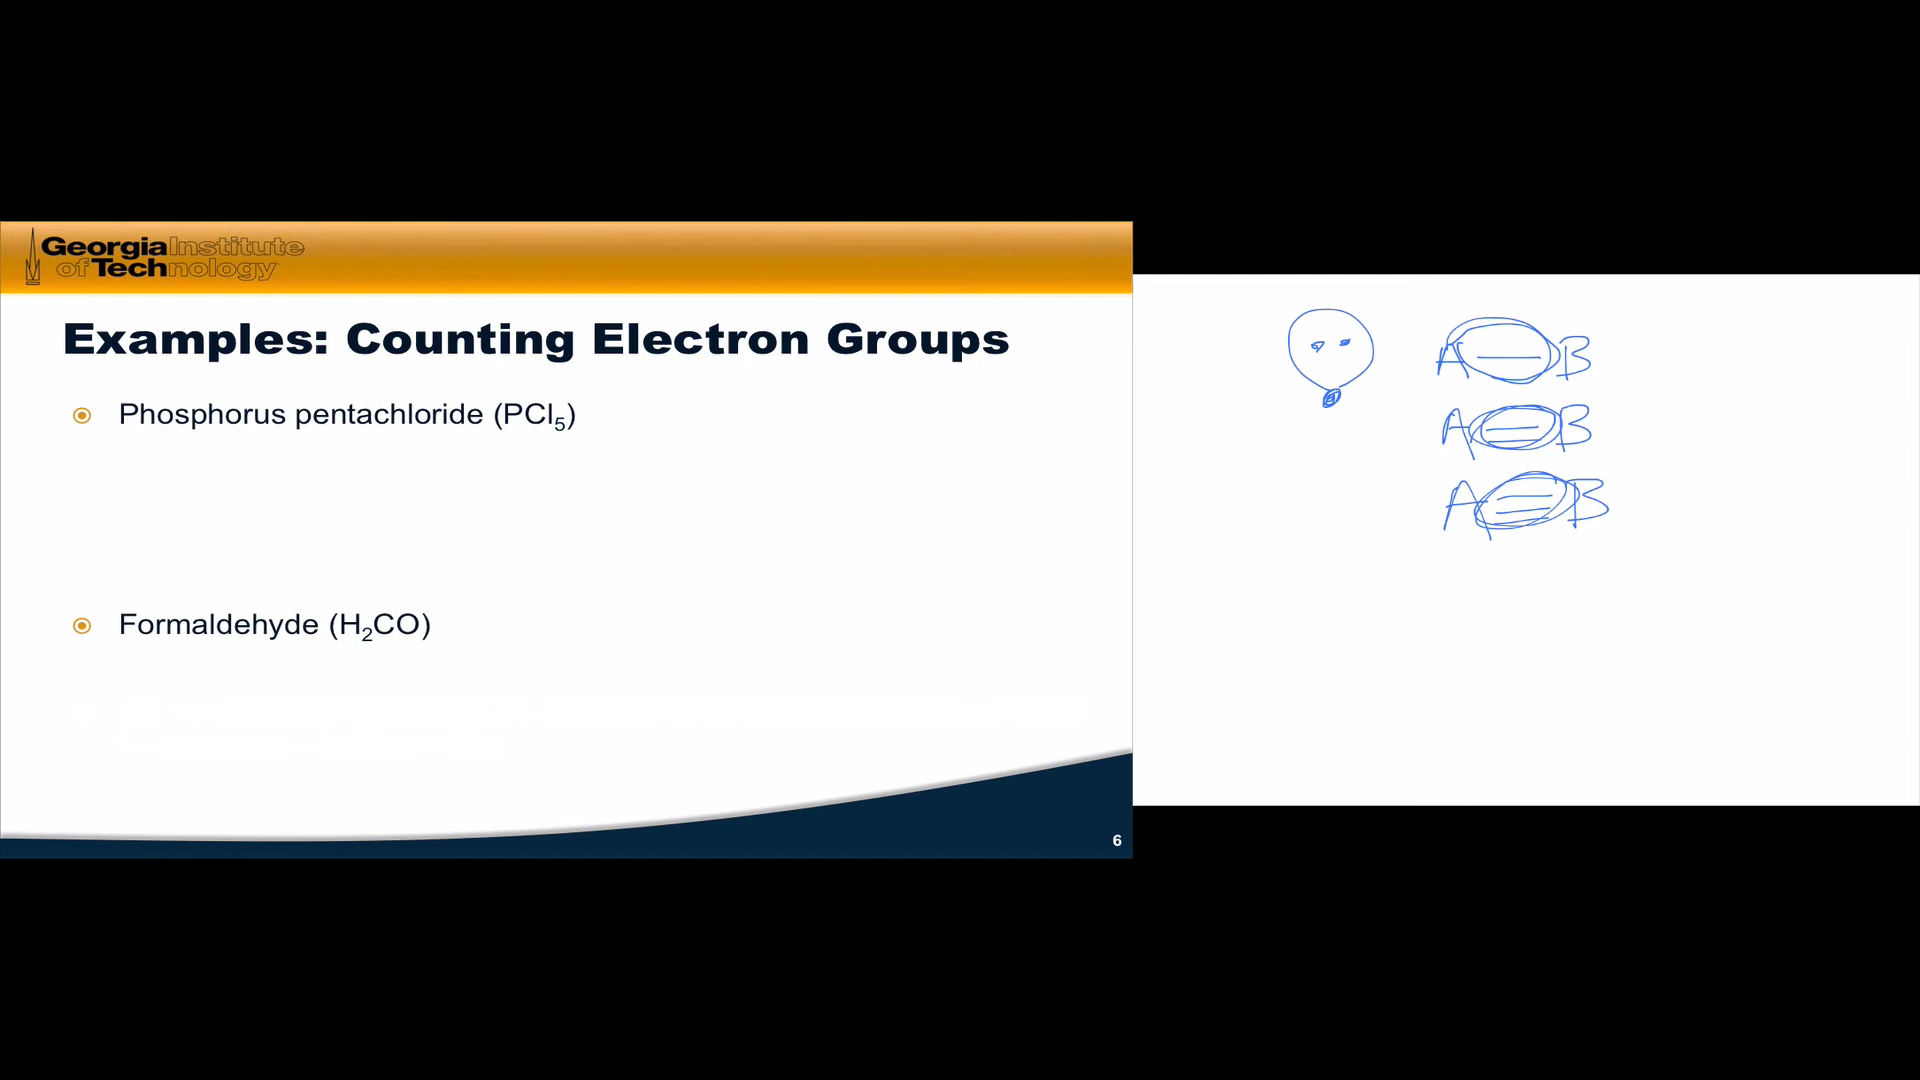 Georgia Institute
of Technology
Examples: Counting Electron Groups
Phosphorus pentachloride (PCl₅)
Formaldehyde (H₂CO)
6
A — B
A = B
A ≡ B